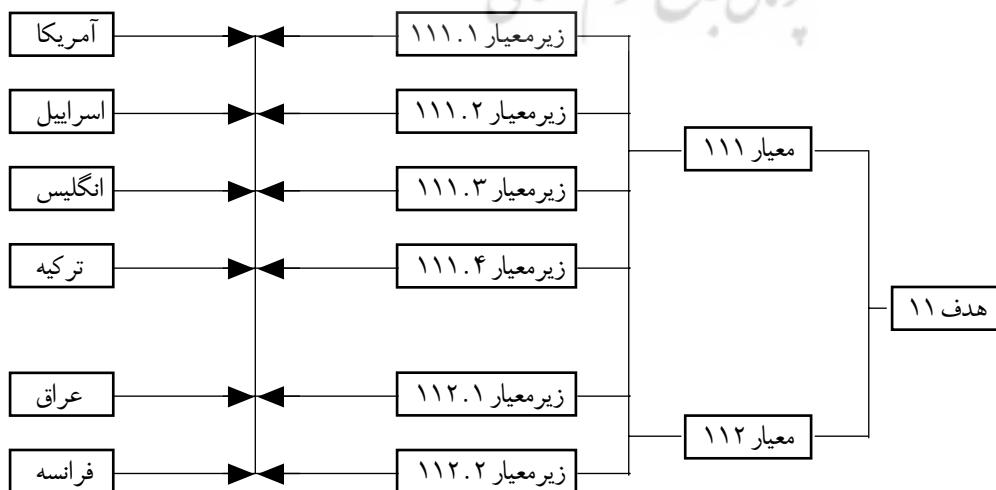 آمریکا
زیرمعیار ۱۱۱.۱
اسراییل
زیرمعیار ۱۱۱.۲
معیار ۱۱۱
انگلیس
زیرمعیار ۱۱۱.۳
ترکیه
زیرمعیار ۱۱۱.۴
هدف ۱۱
عراق
زیرمعیار ۱۱۲.۱
معیار ۱۱۲
فرانسه
زیرمعیار ۱۱۲.۲